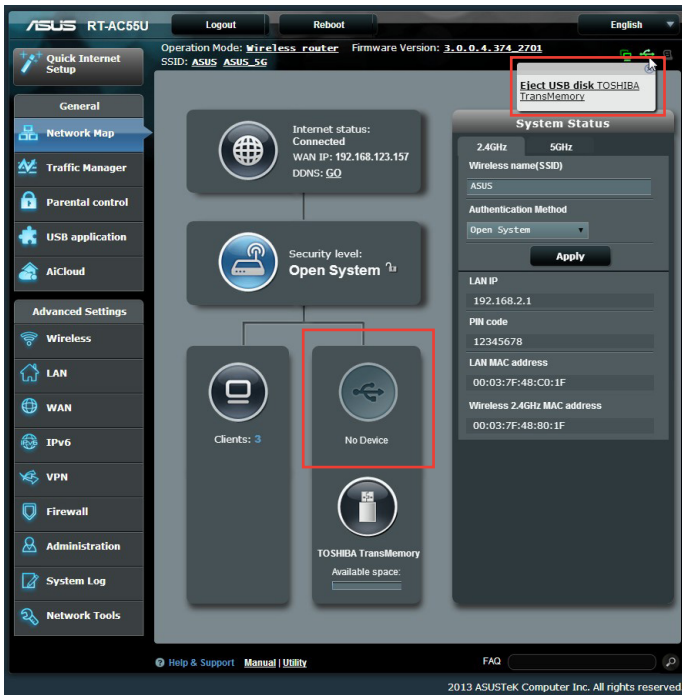 ASUS RT-AC55U
Logout
Reboot
English
Quick Internet
Setup
Operation Mode: Wireless router Firmware Version: 3.0.0.4.374_2701
SSID: ASUS ASUS_5G
Eject USB disk TOSHIBA
TransMemory
General
Network Map
Traffic Manager
Parental control
USB application
AiCloud
Advanced Settings
Wireless
LAN
WAN
IPv6
VPN
Firewall
Administration
System Log
Network Tools
Internet status:
Connected
WAN IP: 192.168.123.157
DDNS: GO
Security level:
Open System
Clients: 3
No Device
TOSHIBA TransMemory
Available space:
System Status
2.4GHz 5GHz
Wireless name(SSID)
ASUS
Authentication Method
Open System
Apply
LAN IP
192.168.2.1
PIN code
12345678
LAN MAC address
00:03:7F:48:C0:1F
Wireless 2.4GHz MAC address
00:03:7F:48:80:1F
Help & Support Manual | Utility
FAQ
2013 ASUSTeK Computer Inc. All rights reserved